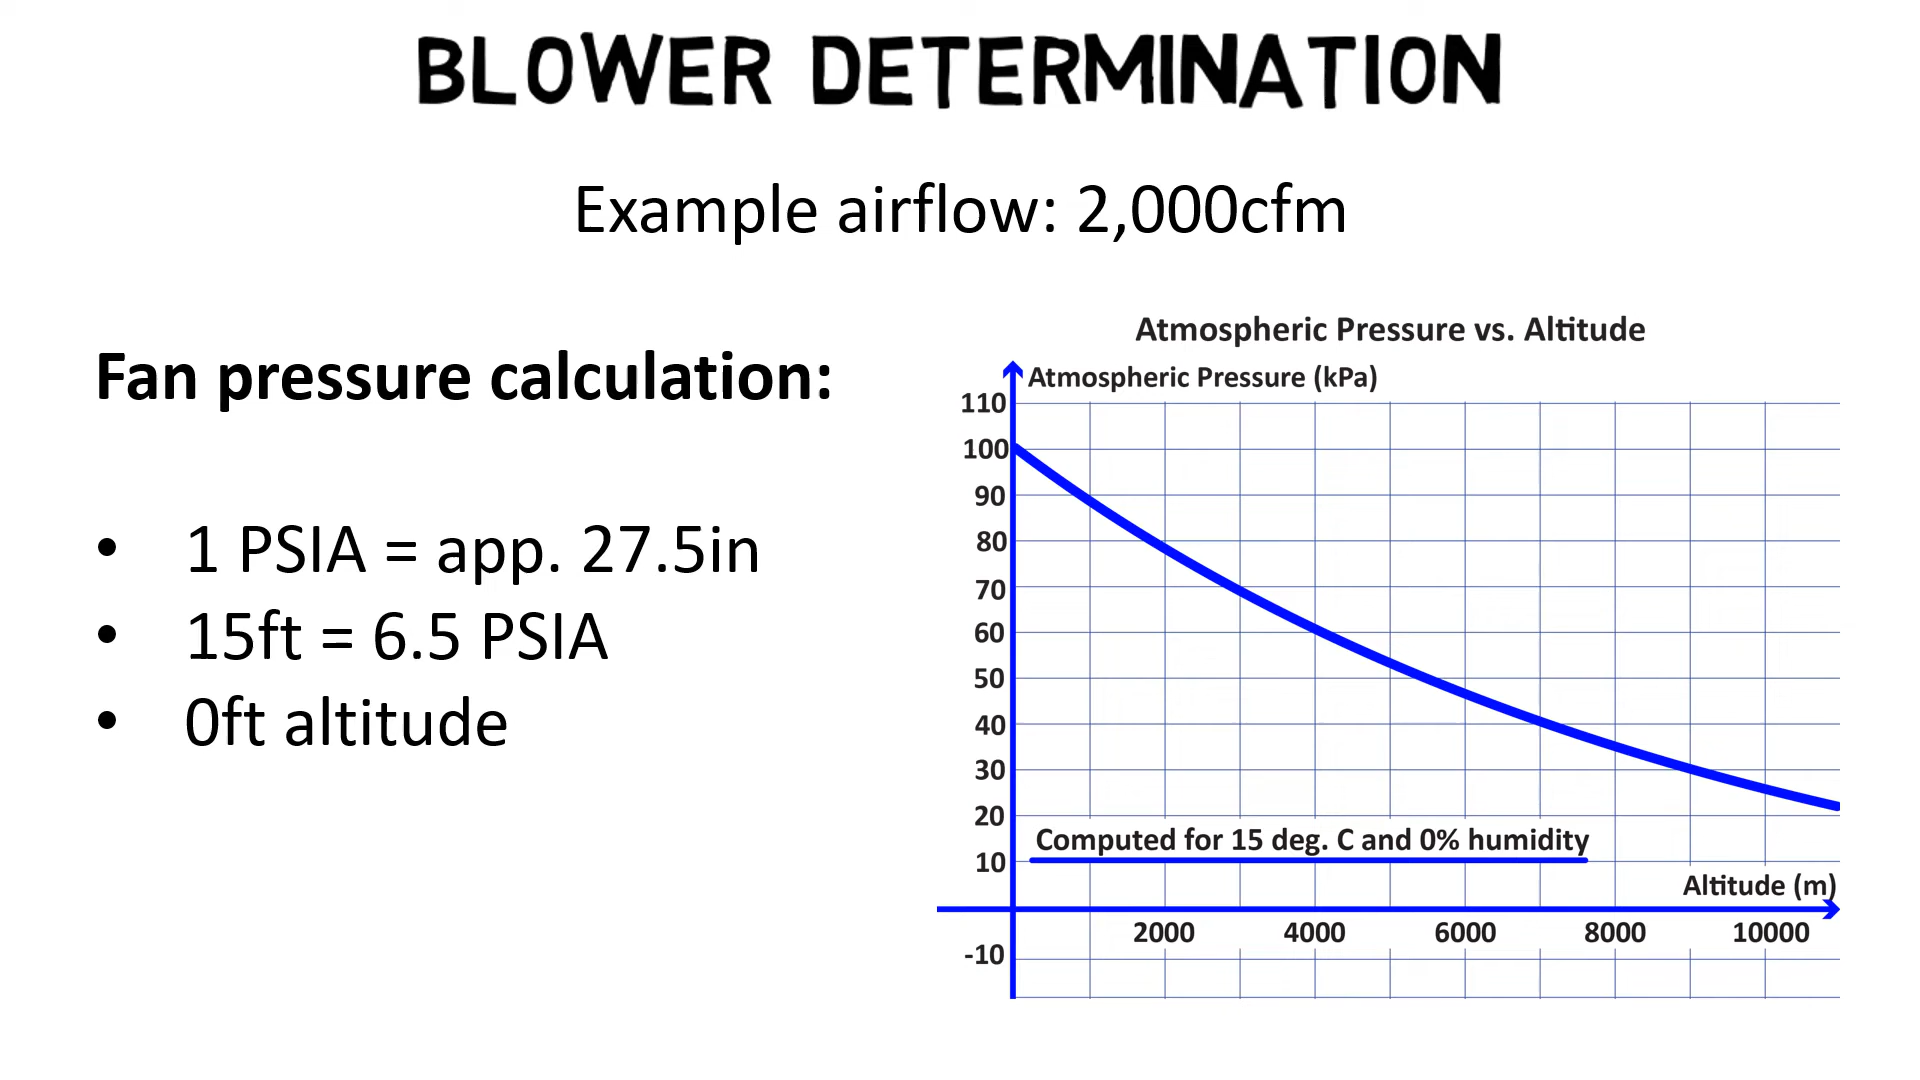 BLOWER DETERMINATION
Example airflow: 2,000cfm
Fan pressure calculation:
• 1 PSIA = app. 27.5in
• 15ft = 6.5 PSIA
• 0ft altitude
Atmospheric Pressure vs. Altitude
Atmospheric Pressure (kPa)
110
100
90
80
70
60
50
40
30
20
Computed for 15 deg. C and 0% humidity
10
Altitude (m)
2000 4000 6000 8000 10000
-10